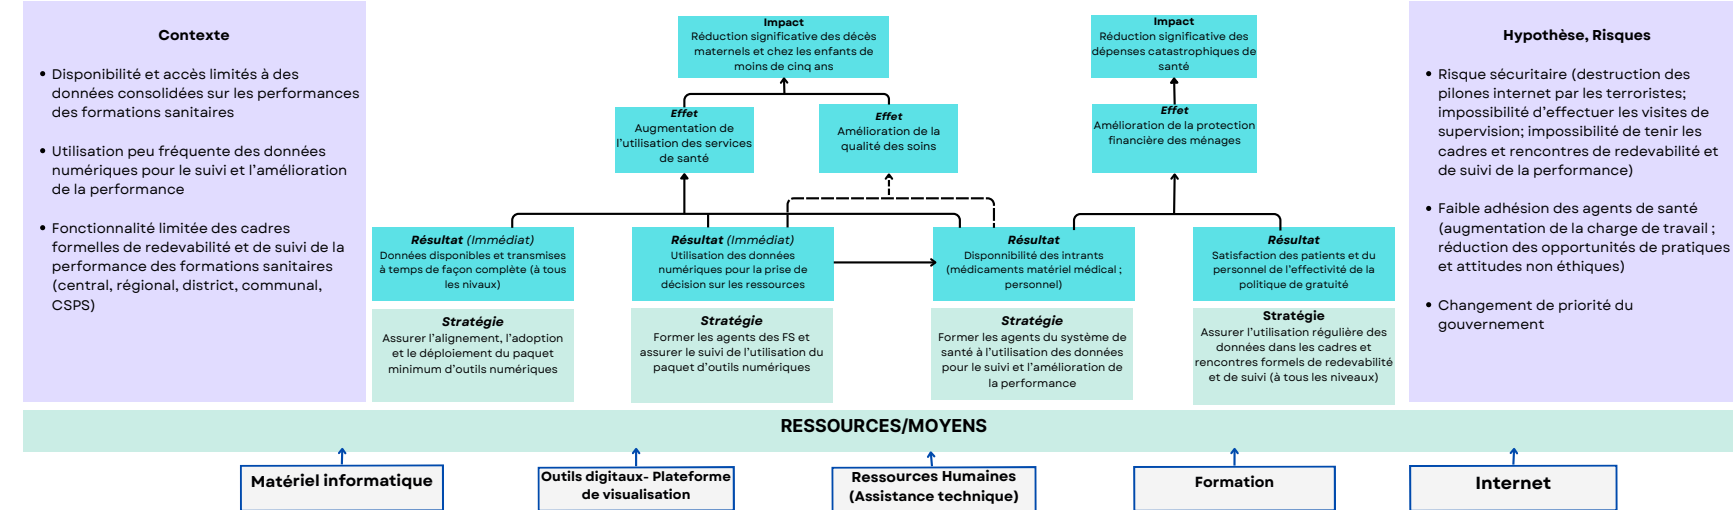 Contexte
• Disponibilité et accès limités à des
données consolidées sur les performances
des formations sanitaires
• Utilisation peu fréquente des données
numériques pour le suivi et l'amélioration
de la performance
• Fonctionnalité limitée des cadres
formelles de redevabilité et de suivi de la
performance des formations sanitaires
(central, régional, district, communal,
CSPS)
Impact
Réduction significative des décès
maternels et chez les enfants de
moins de cinq ans
Impact
Réduction significative des
dépenses catastrophiques de
santé
Effet
Augmentation de
l'utilisation des services
de santé
Effet
Amélioration de la
qualité des soins
Effet
Amélioration de la protection
financière des ménages
Résultat (Immédiat)
Données disponibles et transmises
à temps de façon complète (à tous
les nivaux)
Résultat (Immédiat)
Utilisation des données
numériques pour la prise de
décision sur les ressources
Résultat
Disponnibilité des intrants
(médicaments matériel médical ;
personnel)
Résultat
Satisfaction des patients et du
personnel de l'effectivité de la
politique de gratuité
Stratégie
Assurer l'alignement, l'adoption
et le déploiement du paquet
minimum d'outils numériques
Stratégie
Former les agents des FS et
assurer le suivi de l'utilisation du
paquet d'outils numériques
Stratégie
Former les agents du système de
santé à l'utilisation des données
pour le suivi et l'amélioration de
la performance
Stratégie
Assurer l'utilisation régulière des
données dans les cadres et
rencontres formels de redevabilité
et de suivi (à tous les niveaux)
Hypothèse, Risques
• Risque sécuritaire (destruction des
pilones internet par les terroristes;
impossibilité d'effectuer les visites de
supervision; impossibilité de tenir les
cadres et rencontres de redevabilité et
de suivi de la performance)
• Faible adhésion des agents de santé
(augmentation de la charge de travail ;
réduction des opportunités de pratiques
et attitudes non éthiques)
• Changement de priorité du
gouvernement
RESSOURCES/MOYENS
Matériel informatique
Outils digitaux- Plateforme
de visualisation
Ressources Humaines
(Assistance technique)
Formation
Internet